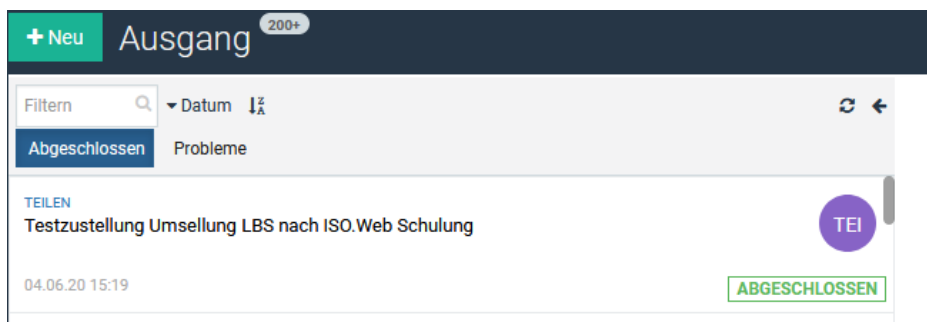 + Neu Ausgang 200+
Filtern Datum
Abgeschlossen Probleme
TEILEN
Testzustellung Umsellung LBS nach ISO.Web Schulung
TEI
04.06.20 15:19
ABGESCHLOSSEN